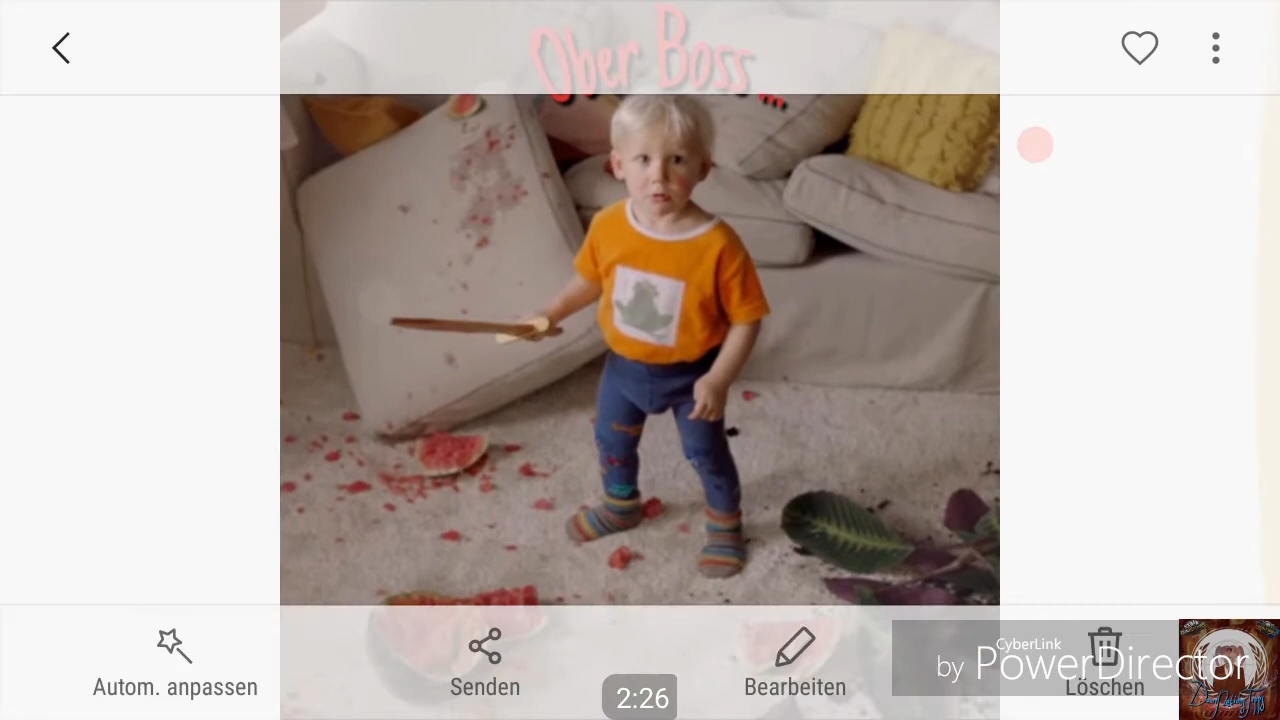 Ober Boss
...
Autom. anpassen
Senden
Bearbeiten
Löschen
2:26
CyberLink
by PowerDirector